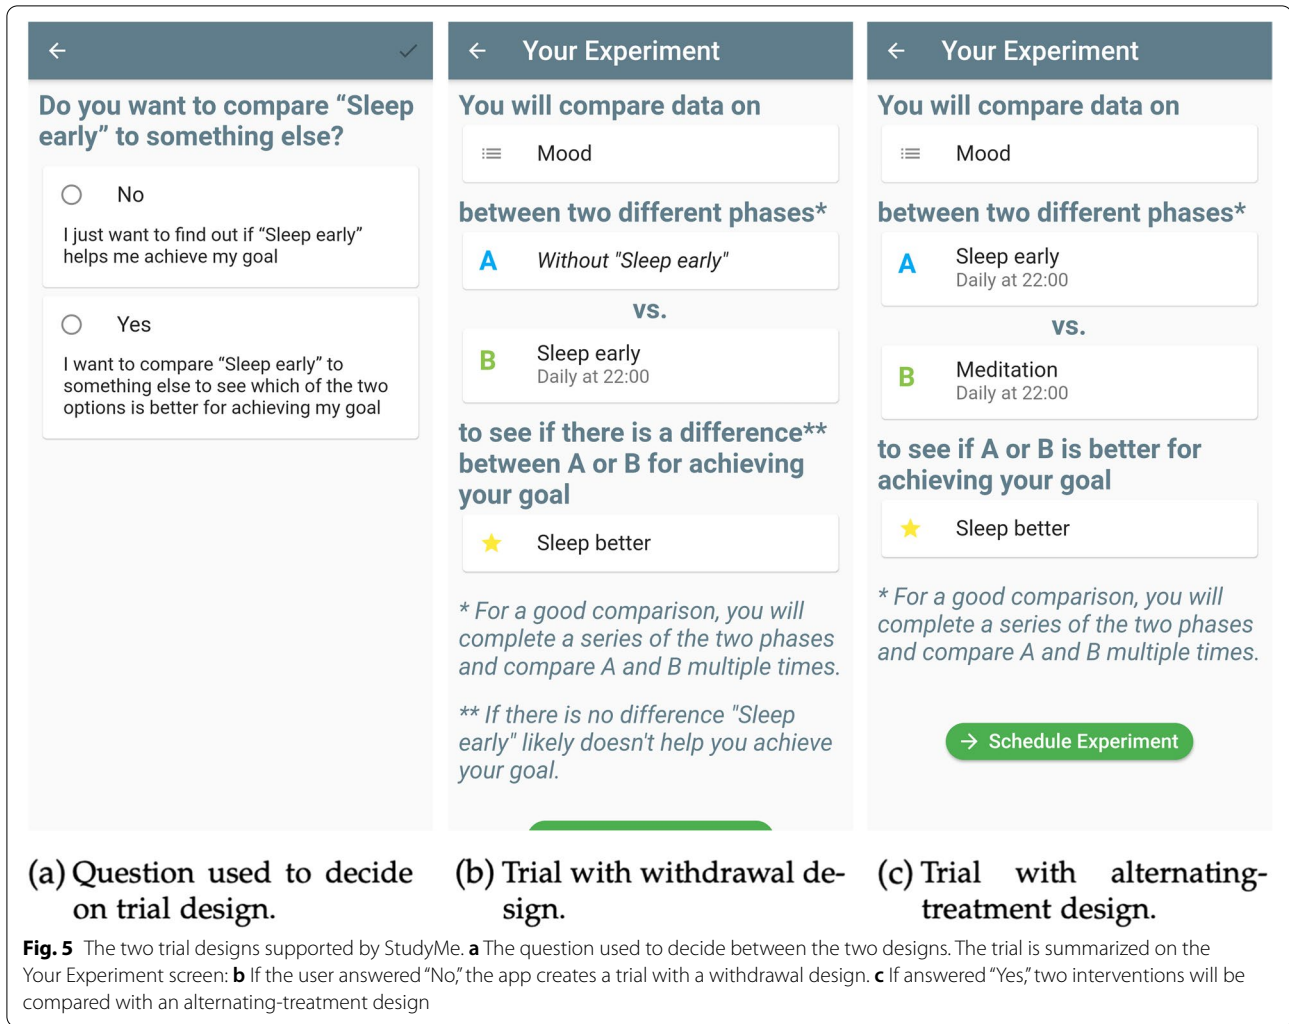 Do you want to compare “Sleep
early” to something else?
No
I just want to find out if “Sleep early”
helps me achieve my goal
Yes
I want to compare “Sleep early” to
something else to see which of the two
options is better for achieving my goal
(a) Question used to decide
on trial design.
Your Experiment
You will compare data on
Mood
between two different phases*
A
Without "Sleep early"
vs.
B
Sleep early
Daily at 22:00
to see if there is a difference**
between A or B for achieving
your goal
Sleep better
* For a good comparison, you will
complete a series of the two phases
and compare A and B multiple times.
** If there is no difference "Sleep
early" likely doesn't help you achieve
your goal.
(b) Trial with withdrawal de-
sign.
Your Experiment
You will compare data on
Mood
between two different phases*
A
Sleep early
Daily at 22:00
vs.
B
Meditation
Daily at 22:00
to see if A or B is better for
achieving your goal
Sleep better
* For a good comparison, you will
complete a series of the two phases
and compare A and B multiple times.
Schedule Experiment
(c) Trial with alternating-
treatment design.
Fig. 5 The two trial designs supported by StudyMe. a The question used to decide between the two designs. The trial is summarized on the
Your Experiment screen: b If the user answered “No,” the app creates a trial with a withdrawal design. c If answered “Yes,” two interventions will be
compared with an alternating-treatment design